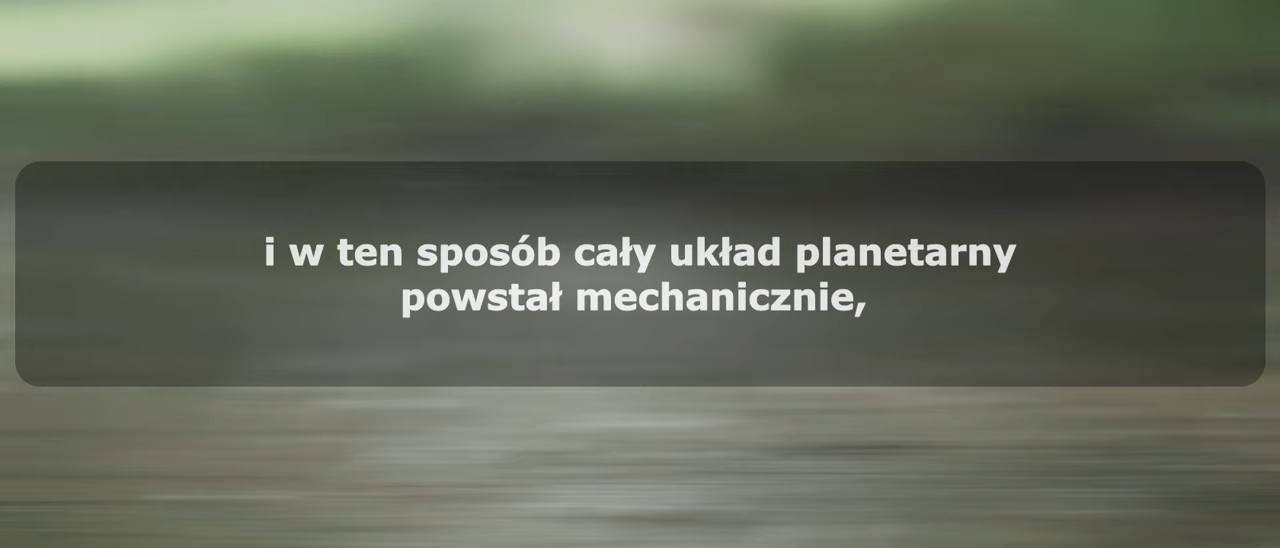 i w ten sposób cały układ planetarny
powstał mechanicznie,